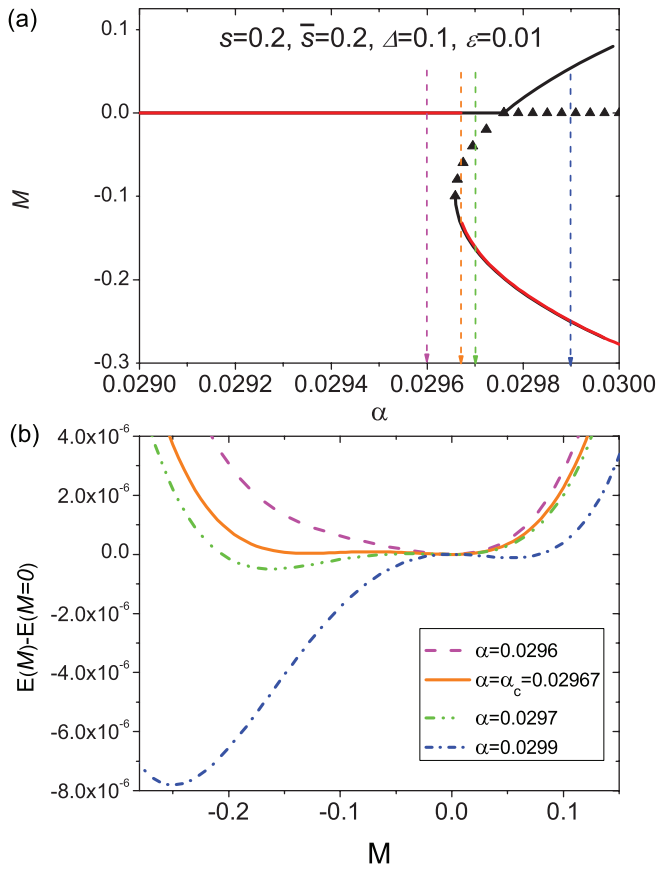 (a)
s=0.2, s̄=0.2, Δ=0.1, ε=0.01
0.1
0.0
-0.1
-0.2
-0.3
M
0.0290 0.0292 0.0294 0.0296 0.0298 0.0300
α
(b)
4.0x10⁻⁶
2.0x10⁻⁶
0.0
-2.0x10⁻⁶
-4.0x10⁻⁶
-6.0x10⁻⁶
-8.0x10⁻⁶
E(M)-E(M=0)
α=0.0296
α=α_c=0.02967
α=0.0297
α=0.0299
-0.2 -0.1 0.0 0.1
M